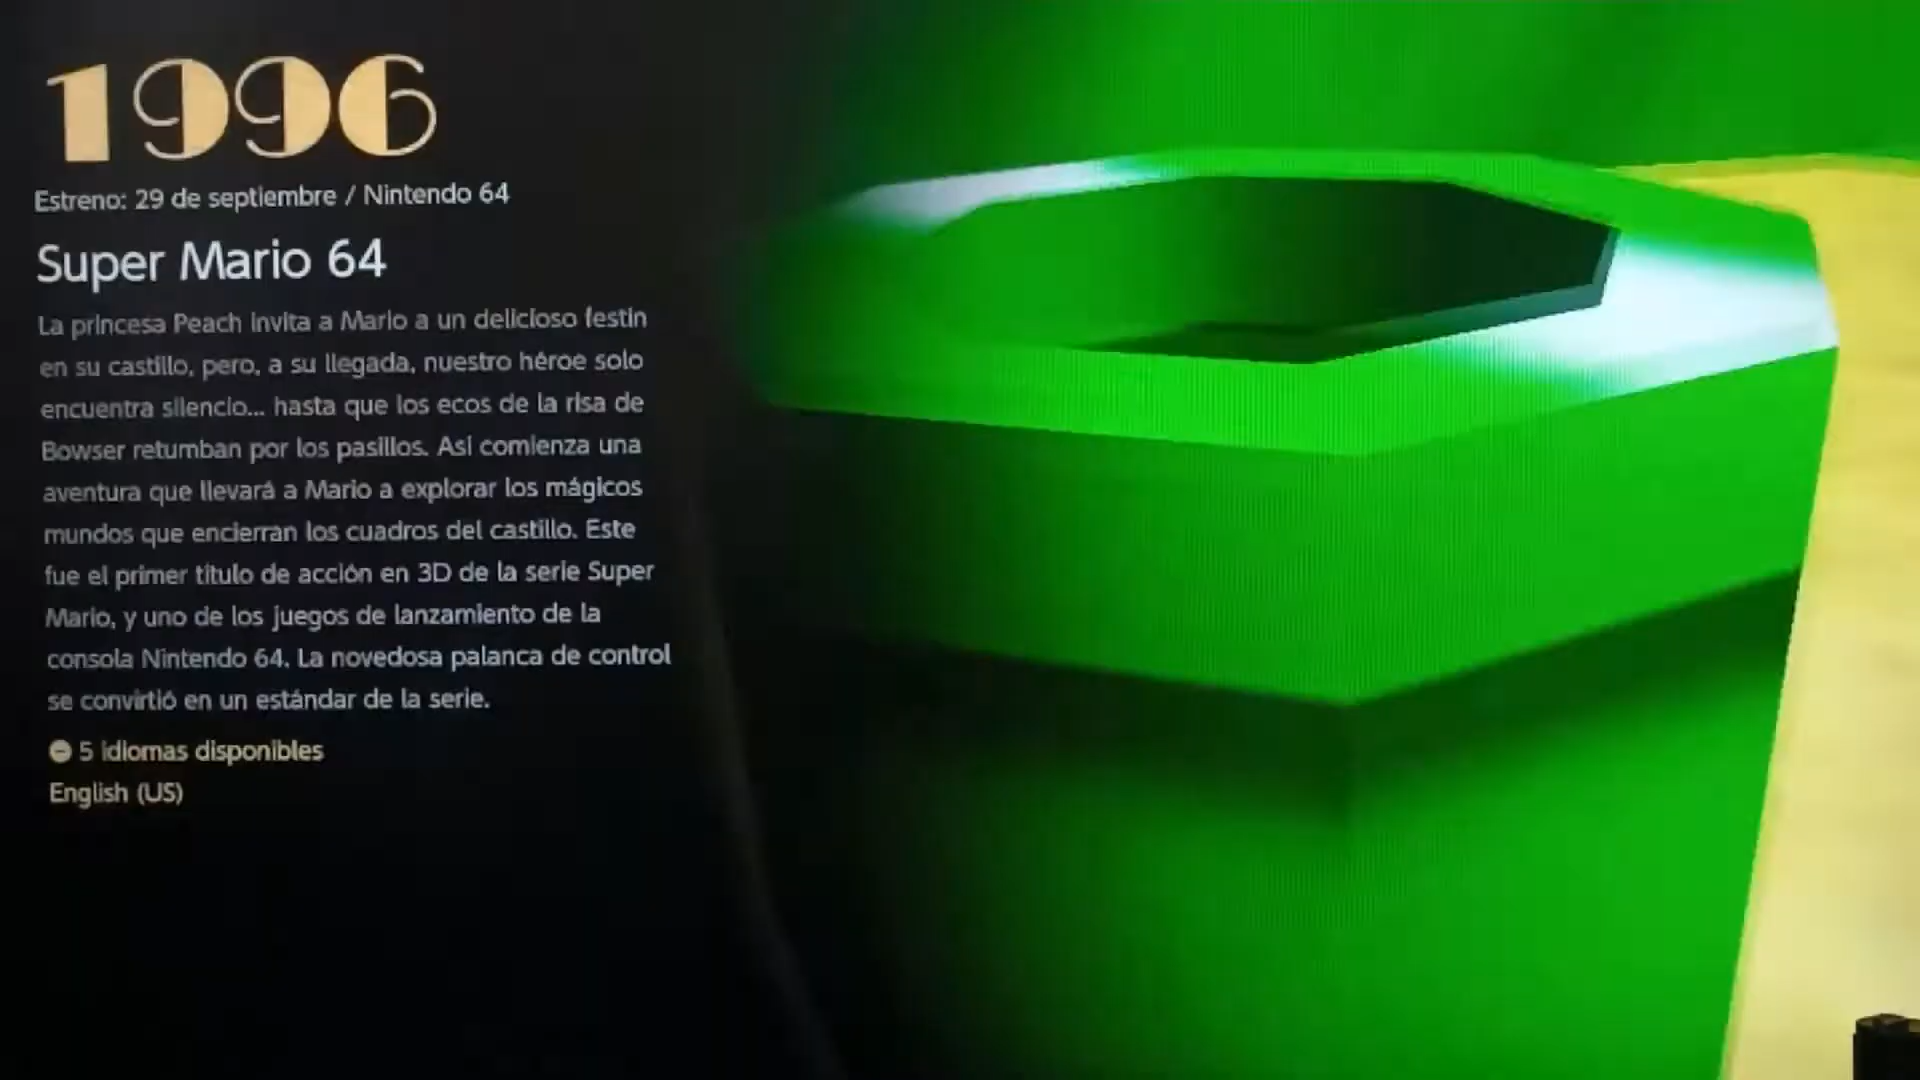 1996
Estreno: 29 de septiembre / Nintendo 64
Super Mario 64
La princesa Peach invita a Mario a un delicioso festín
en su castillo, pero, a su llegada, nuestro héroe solo
encuentra silencio... hasta que los ecos de la risa de
Bowser retumban por los pasillos. Así comienza una
aventura que llevará a Mario a explorar los mágicos
mundos que encierran los cuadros del castillo. Este
fue el primer título de acción en 3D de la serie Super
Mario, y uno de los juegos de lanzamiento de la
consola Nintendo 64. La novedosa palanca de control
se convirtió en un estándar de la serie.
5 idiomas disponibles
English (US)